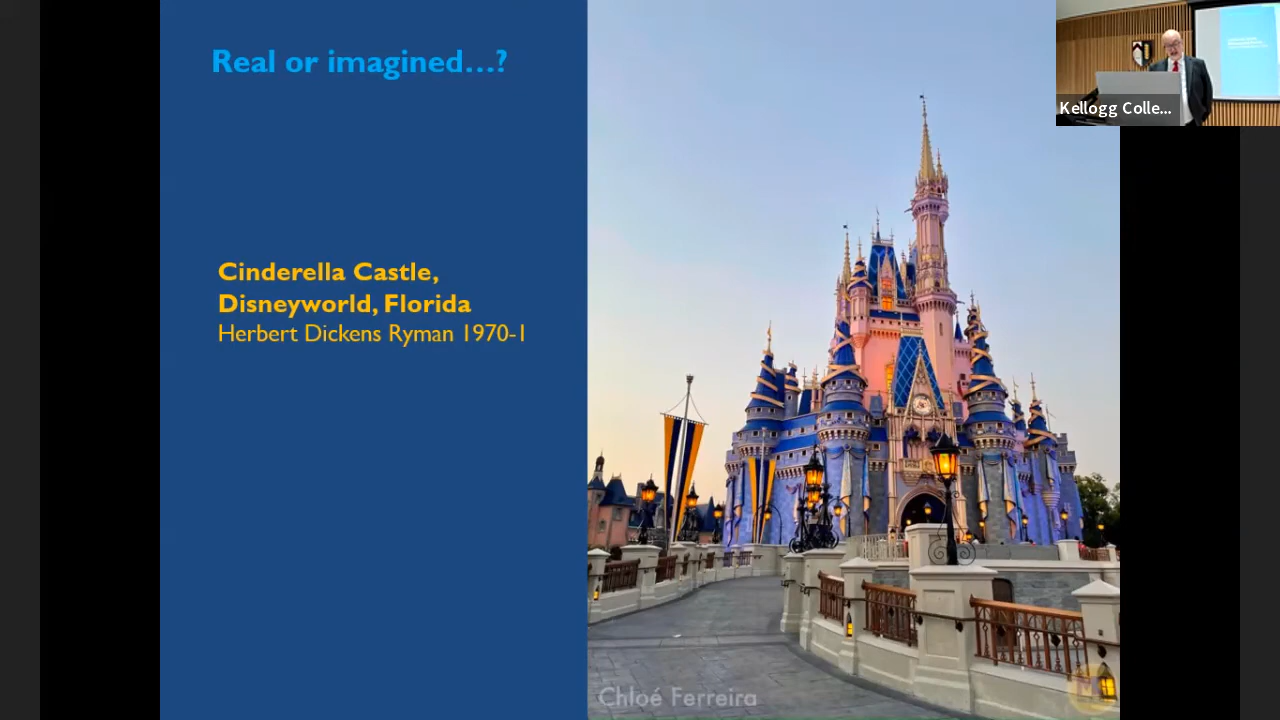 Real or imagined...?
Cinderella Castle,
Disneyworld, Florida
Herbert Dickens Ryman 1970-1
Kellogg Colle...
Chloé Ferreira